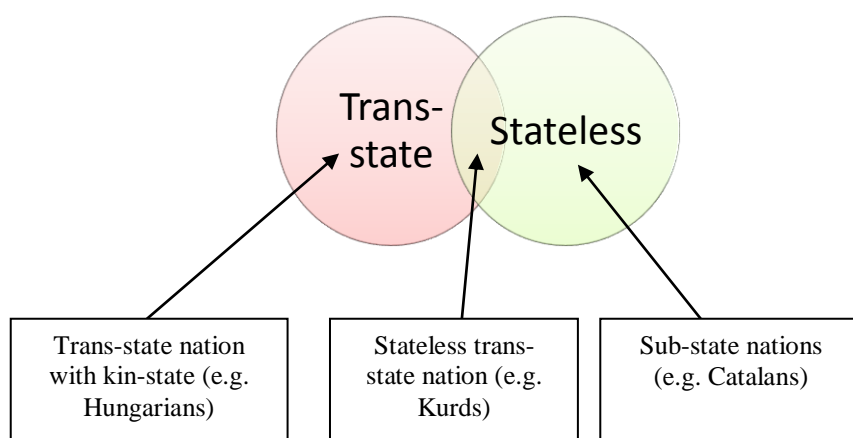 Trans-
state
Stateless
Trans-state nation
with kin-state (e.g.
Hungarians)
Stateless trans-
state nation (e.g.
Kurds)
Sub-state nations
(e.g. Catalans)